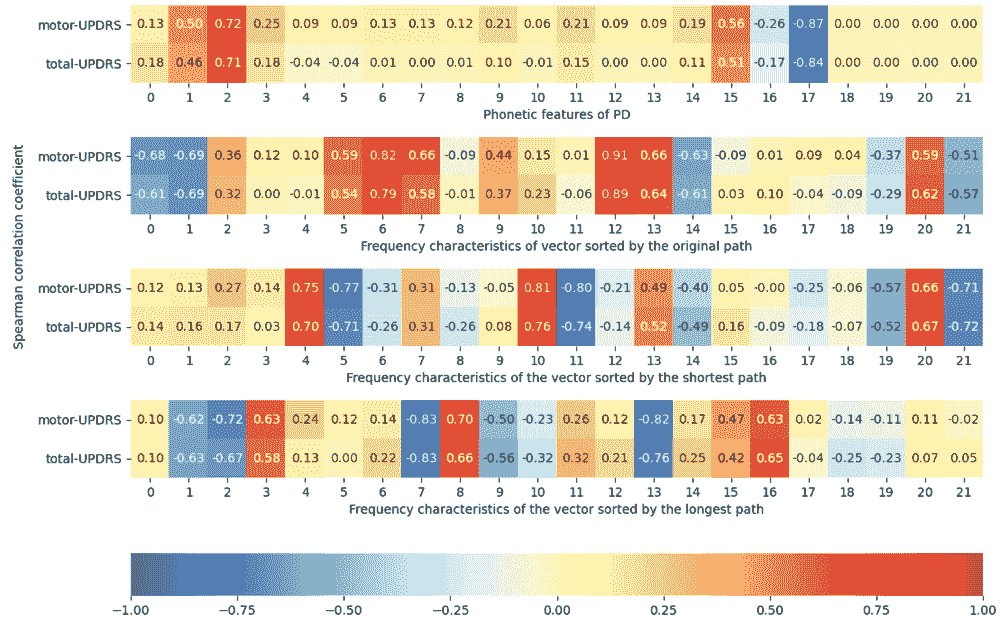 motor-UPDRS 0.13 0.50 0.72 0.25 0.09 0.09 0.13 0.13 0.12 0.21 0.06 0.21 0.09 0.09 0.19 0.56 -0.26 -0.87 0.00 0.00 0.00 0.00
total-UPDRS 0.18 0.46 0.71 0.18 -0.04 -0.04 0.01 0.00 0.01 0.10 -0.01 0.15 0.00 0.00 0.11 0.51 -0.17 -0.84 0.00 0.00 0.00 0.00
0 1 2 3 4 5 6 7 8 9 10 11 12 13 14 15 16 17 18 19 20 21
Phonetic features of PD
Spearman correlation coefficient
motor-UPDRS -0.68 -0.69 0.36 0.12 0.10 0.59 0.82 0.66 -0.09 0.44 0.15 0.01 0.91 0.66 -0.63 -0.09 0.01 0.09 0.04 -0.37 0.59 -0.51
total-UPDRS -0.61 -0.69 0.32 0.00 -0.01 0.54 0.79 0.58 -0.01 0.37 0.23 -0.06 0.89 0.64 -0.61 0.03 0.10 -0.04 -0.09 -0.29 0.62 -0.57
0 1 2 3 4 5 6 7 8 9 10 11 12 13 14 15 16 17 18 19 20 21
Frequency characteristics of vector sorted by the original path
motor-UPDRS 0.12 0.13 0.27 0.14 0.75 -0.77 -0.31 0.31 -0.13 -0.05 0.81 -0.80 -0.21 0.49 -0.40 0.05 -0.00 -0.25 -0.06 -0.57 0.66 -0.71
total-UPDRS 0.14 0.16 0.17 0.03 0.70 -0.71 -0.26 0.31 -0.26 0.08 0.76 -0.74 -0.14 0.52 -0.49 0.16 -0.09 -0.18 -0.07 -0.52 0.67 -0.72
0 1 2 3 4 5 6 7 8 9 10 11 12 13 14 15 16 17 18 19 20 21
Frequency characteristics of the vector sorted by the shortest path
motor-UPDRS 0.10 -0.62 -0.72 0.63 0.24 0.12 0.14 -0.83 0.70 -0.50 -0.23 0.26 0.12 -0.82 0.17 0.47 0.63 0.02 -0.14 -0.11 0.11 -0.02
total-UPDRS 0.10 -0.63 -0.67 0.58 0.13 0.00 0.22 -0.83 0.66 -0.56 -0.32 0.32 0.21 -0.76 0.25 0.42 0.65 -0.04 -0.25 -0.23 0.07 0.05
0 1 2 3 4 5 6 7 8 9 10 11 12 13 14 15 16 17 18 19 20 21
Frequency characteristics of the vector sorted by the longest path
−1.00 −0.75 −0.50 −0.25 0.00 0.25 0.50 0.75 1.00